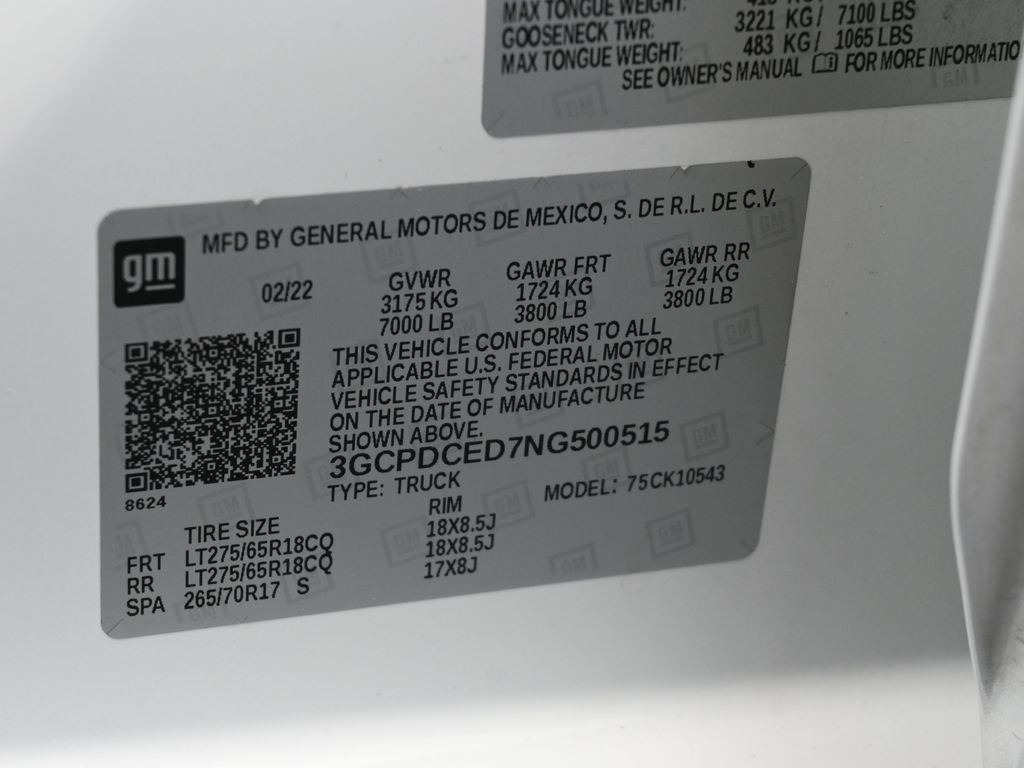 MAX TONGUE WEIGHT:
GOOSENECK TWR: 3221 KG/ 7100 LBS
MAX TONGUE WEIGHT: 483 KG/ 1065 LBS
SEE OWNER'S MANUAL FOR MORE INFORMATIO
gm
MFD BY GENERAL MOTORS DE MEXICO, S. DE R.L. DE C.V.
02/22 GVWR GAWR FRT GAWR RR
3175 KG 1724 KG 1724 KG
7000 LB 3800 LB 3800 LB
THIS VEHICLE CONFORMS TO ALL
APPLICABLE U.S. FEDERAL MOTOR
VEHICLE SAFETY STANDARDS IN EFFECT
ON THE DATE OF MANUFACTURE
SHOWN ABOVE.
3GCPDCED7NG500515
8624
TYPE: TRUCK MODEL: 75CK10543
TIRE SIZE RIM
FRT LT275/65R18CQ 18X8.5J
RR LT275/65R18CQ 18X8.5J
SPA 265/70R17 S 17X8J